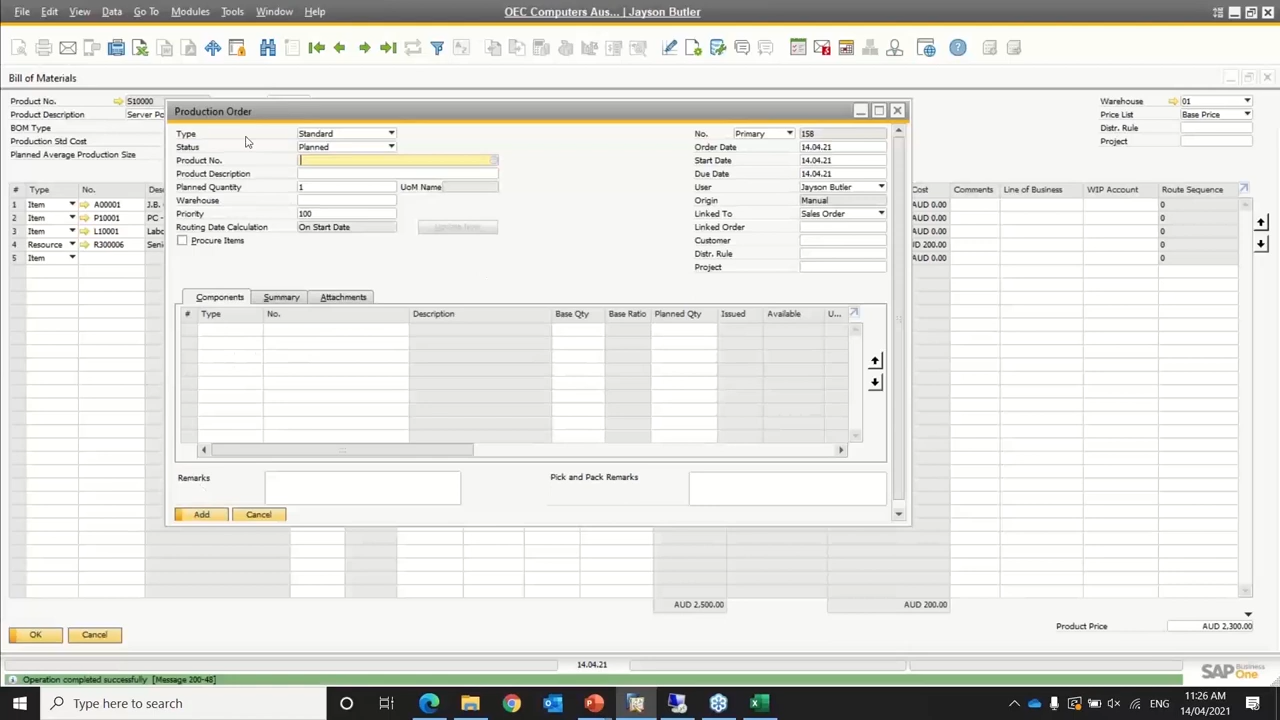 File Edit View Data Go To Modules Tools Window Help
OEC Computers Aus... | Jayson Butler
Bill of Materials
Product No. S10000
Product Description Server Po
BOM Type
Production Std Cost
Planned Average Production Size
Warehouse 01
Price List Base Price
Distr. Rule
Project
Production Order
Type Standard
Status Planned
Product No.
Product Description
Planned Quantity 1 UoM Name
Warehouse
Priority 100
Routing Date Calculation On Start Date
Procure Items
No. Primary 158
Order Date 14.04.21
Start Date 14.04.21
Due Date 14.04.21
User Jayson Butler
Origin Manual
Linked To Sales Order
Linked Order
Customer
Distr. Rule
Project
Components Summary Attachments
# Type No. Description Base Qty Base Ratio Planned Qty Issued Available U...
Remarks
Pick and Pack Remarks
Add Cancel
# Type No. Des
1 Item A00001 J.B.
2 Item P10001 PC -
3 Item L10001 Labo
4 Resource R300006 Seni
5 Item
Cost Comments Line of Business WIP Account Route Sequence
AUD 0.00 0
AUD 0.00 0
AUD 0.00 0
AUD 200.00 0
AUD 0.00 0
AUD 2,500.00 AUD 200.00
Product Price AUD 2,300.00
OK Cancel
14.04.21
Operation completed successfully [Message 200-48]
SAP Business One
Type here to search
11:26 AM
14/04/2021